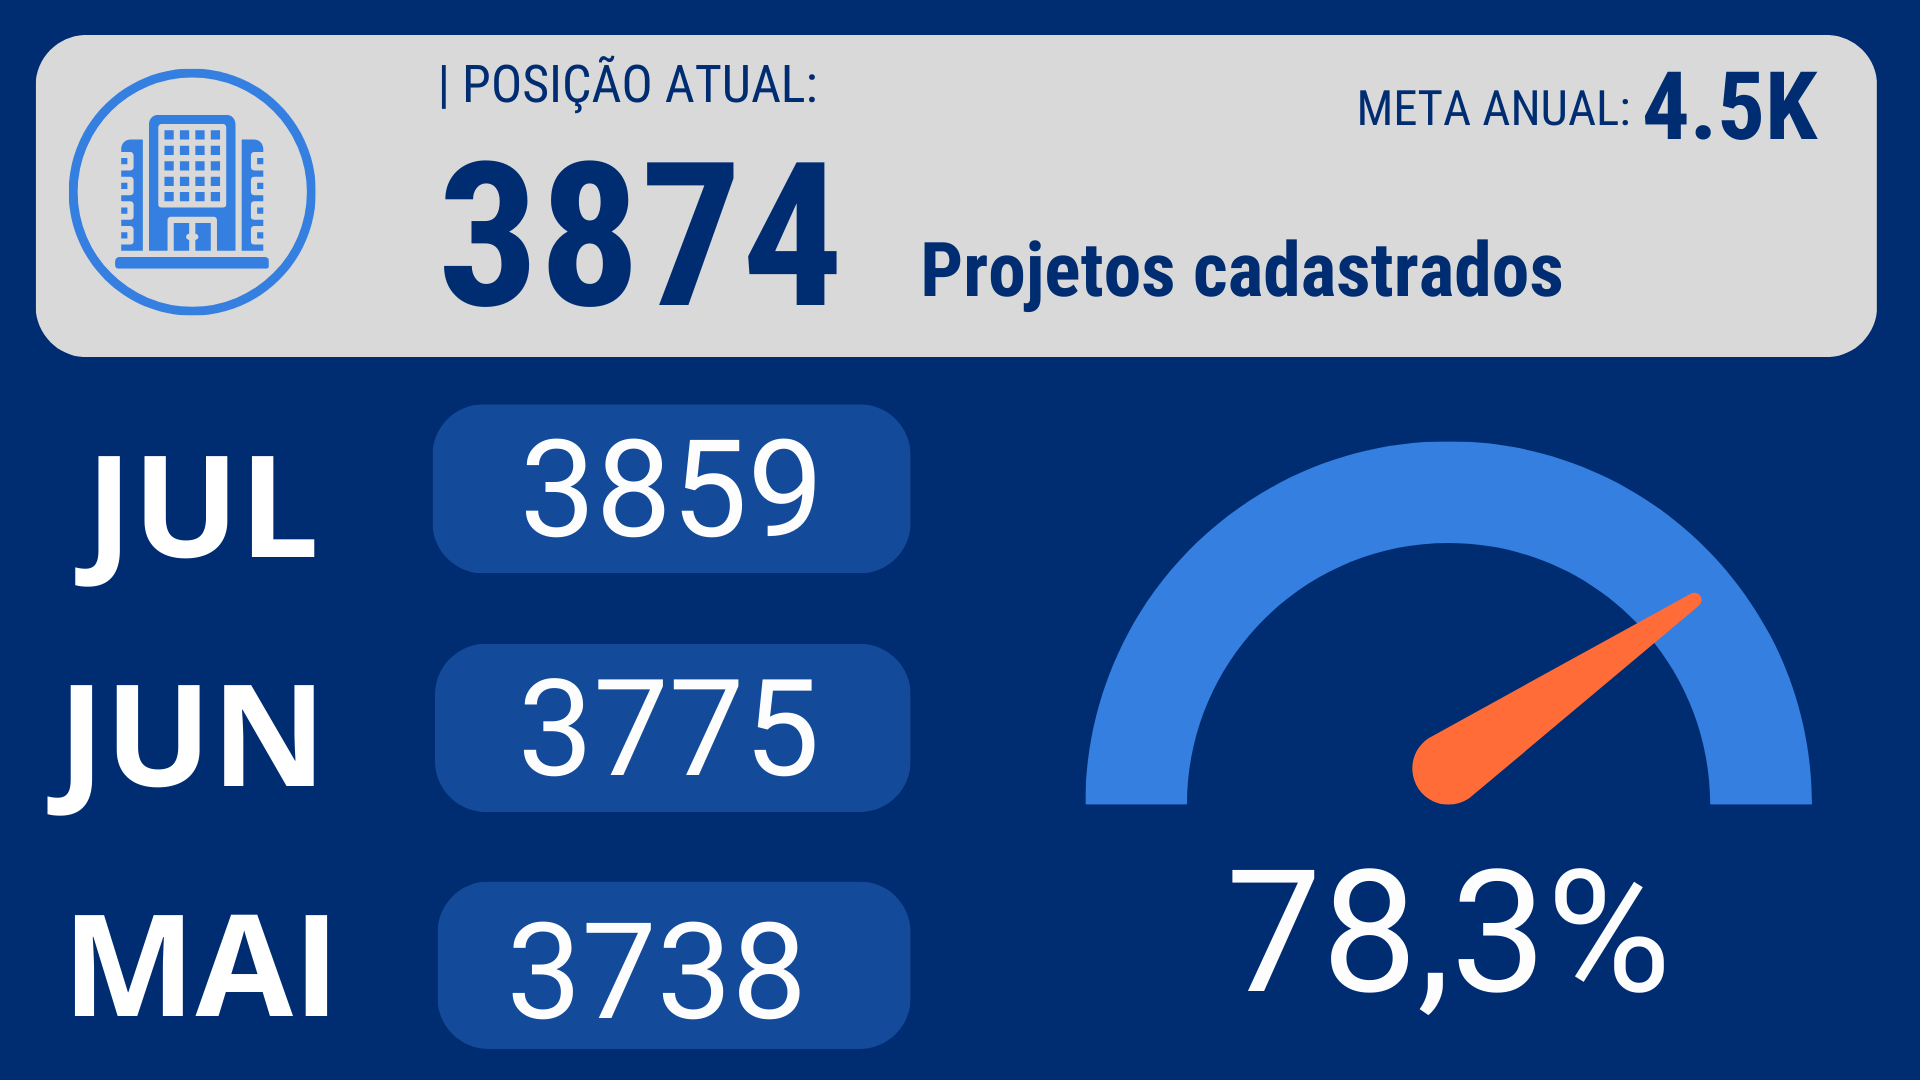 | POSIÇÃO ATUAL:
META ANUAL: 4.5K
3874
Projetos cadastrados
JUL 3859
JUN 3775
MAI 3738
78,3%